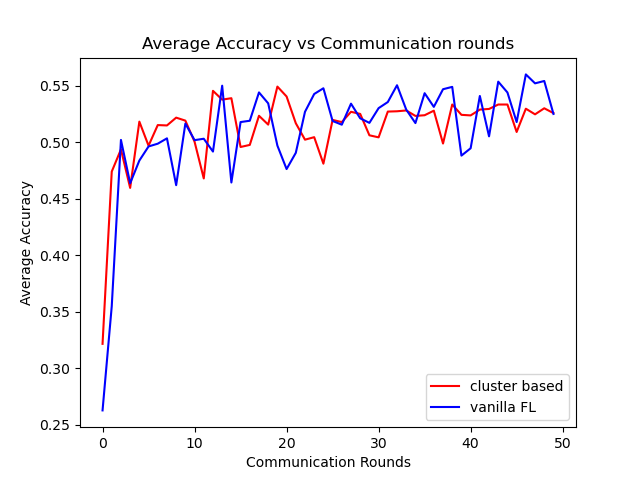 Average Accuracy vs Communication rounds
Average Accuracy
0.55
0.50
0.45
0.40
0.35
0.30
0.25
0 10 20 30 40 50
Communication Rounds
cluster based
vanilla FL